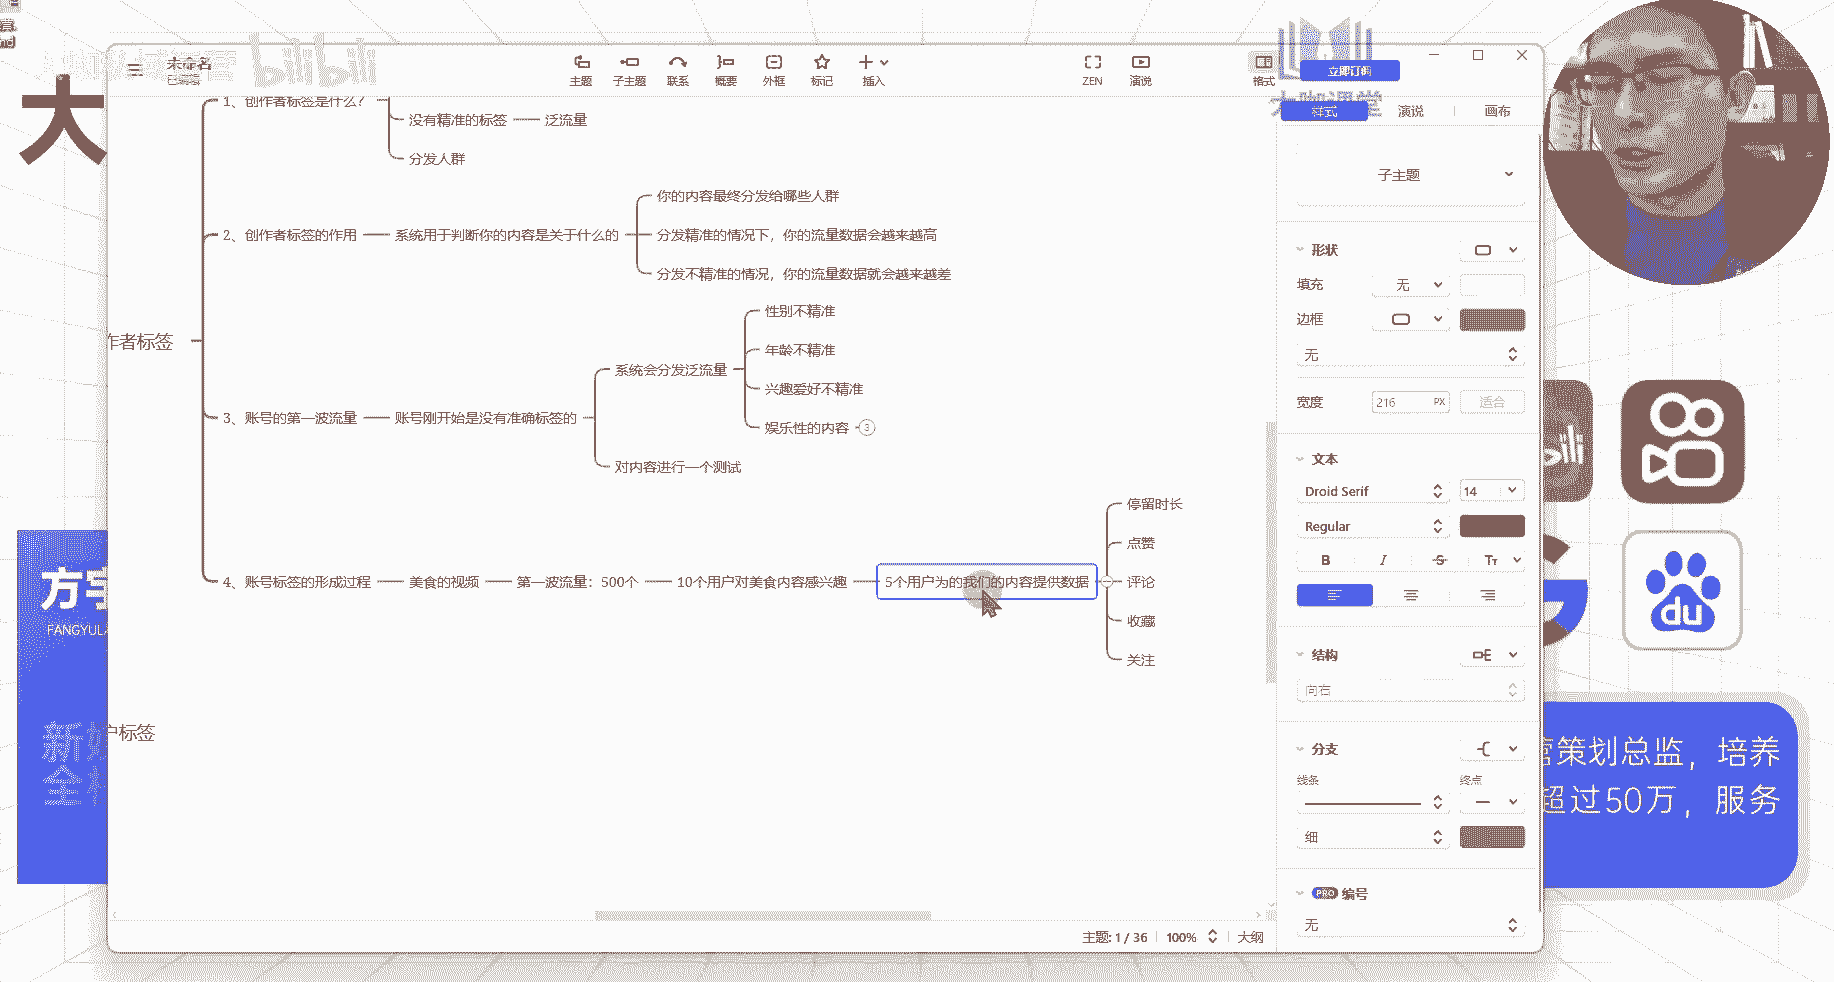 bilibili
未命名
已编辑
主题
子主题
联系
概要
外框
标记
插入
ZEN
演说
格式
立即订购
大
1、创作者标签是什么?
没有精准的标签
泛流量
分发人群
2、创作者标签的作用
系统用于判断你的内容是关于什么的
你的内容最终分发给哪些人群
分发精准的情况下，你的流量数据会越来越高
分发不精准的情况，你的流量数据就会越来越差
作者标签
3、账号的第一波流量
账号刚开始是没有准确标签的
系统会分发泛流量
性别不精准
年龄不精准
兴趣爱好不精准
娱乐性的内容
3
对内容进行一个测试
4、账号标签的形成过程
美食的视频
第一波流量：500个
10个用户对美食内容感兴趣
5个用户为的我们的内容提供数据
停留时长
点赞
评论
收藏
关注
户标签
样式
演说
画布
子主题
形状
填充
无
边框
无
宽度
216
PX
适合
文本
Droid Serif
14
Regular
B
I
S
Tт
结构
向右
分支
线条
终点
细
PRO
编号
无
主题: 1 / 36
100%
大纲
方宇
FANGYUL
新媒
全
bili
du
营策划总监，培养
超过50万，服务